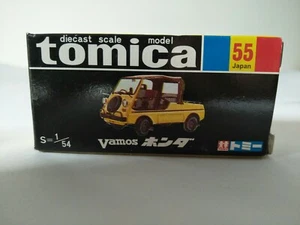 diecast scale model
tomica
55
Japan
S=1/54
Vamos ホンダ
トミー